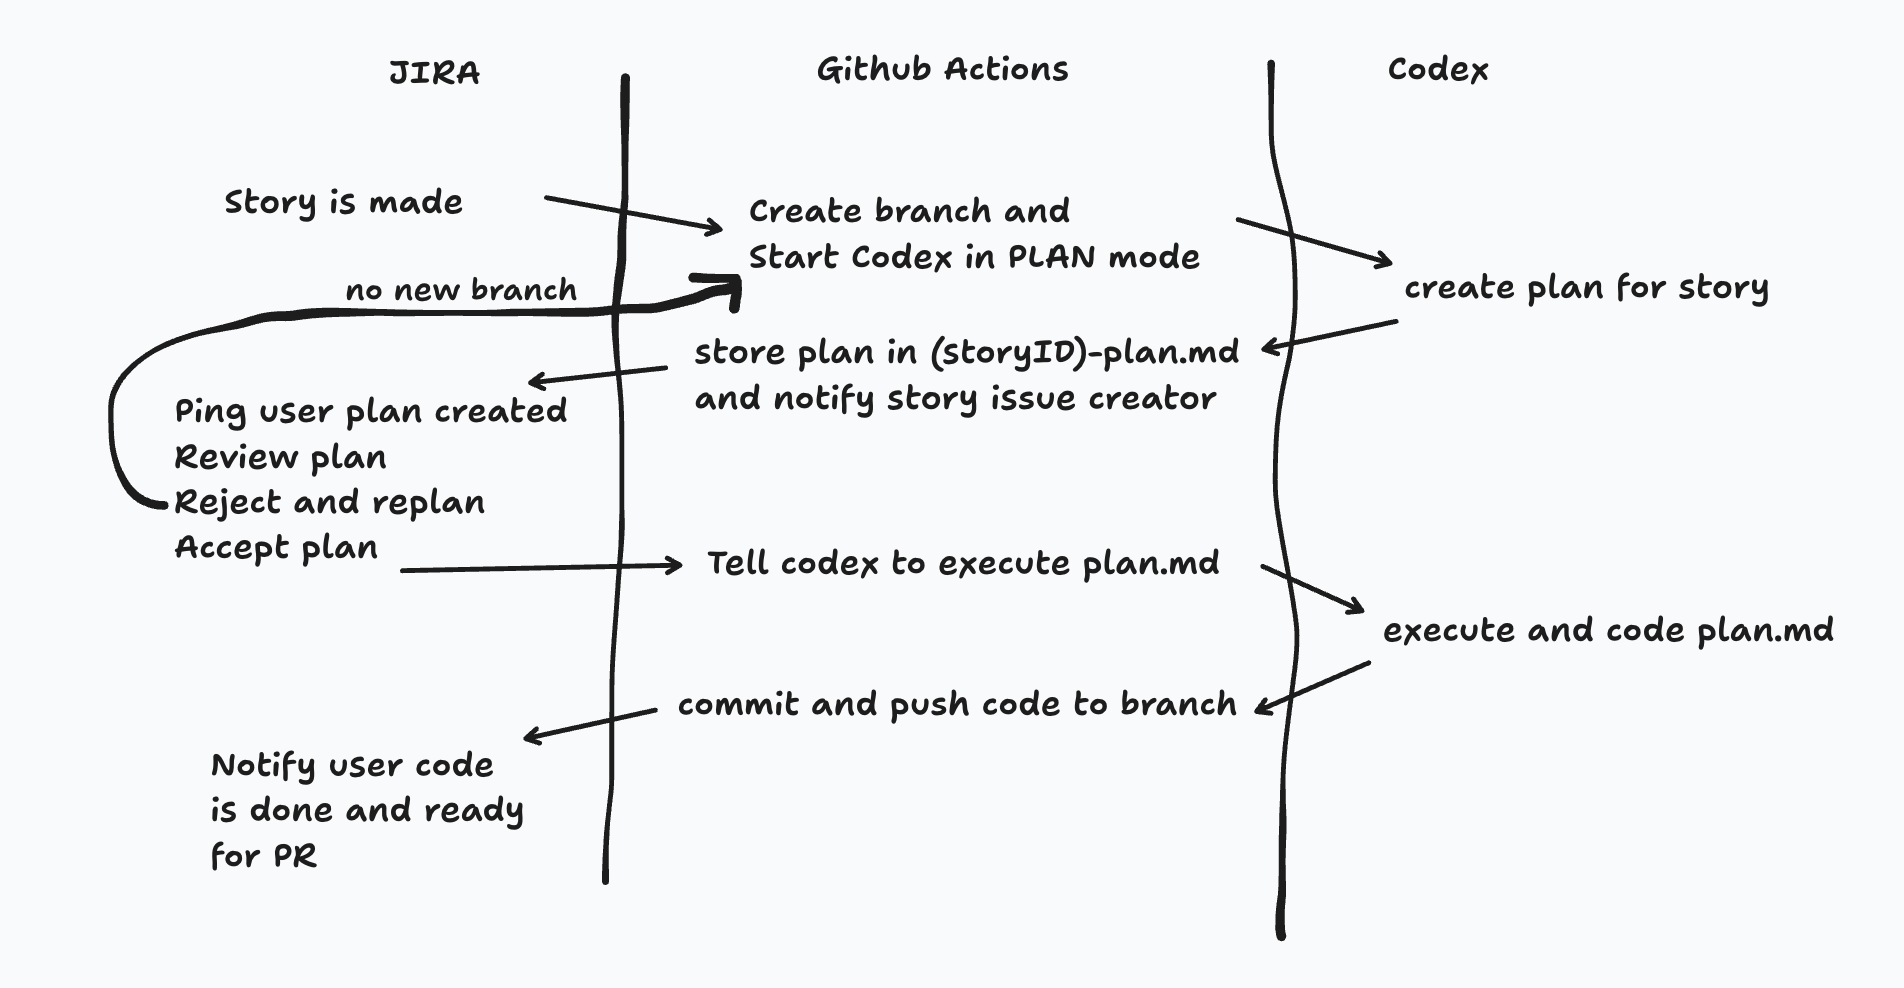 JIRA
Github Actions
Codex
Story is made
Create branch and
Start Codex in PLAN mode
create plan for story
no new branch
store plan in (storyID)-plan.md
and notify story issue creator
Ping user plan created
Review plan
Reject and replan
Accept plan
Tell codex to execute plan.md
execute and code plan.md
commit and push code to branch
Notify user code
is done and ready
for PR